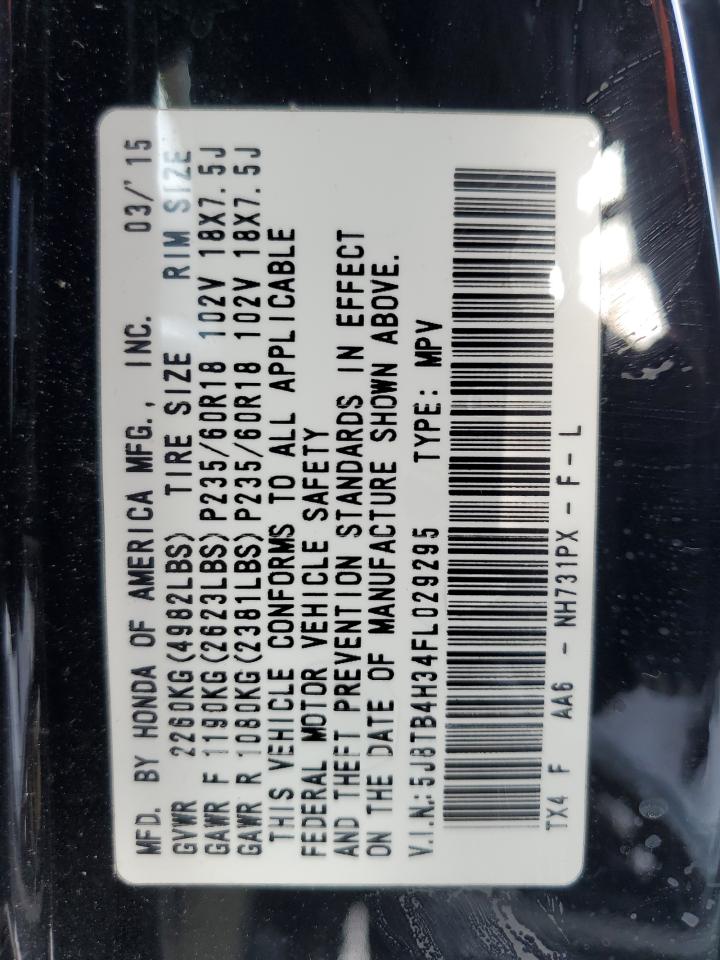 MFD. BY HONDA OF AMERICA MFG., INC. 03/'15
GVWR 2260KG(4982LBS) TIRE SIZE RIM SIZE
GAWR F 1190KG(2623LBS)P235/60R18 102V 18X7.5J
GAWR R 1080KG(2381LBS)P235/60R18 102V 18X7.5J
THIS VEHICLE CONFORMS TO ALL APPLICABLE
FEDERAL MOTOR VEHICLE SAFETY
AND THEFT PREVENTION STANDARDS IN EFFECT
ON THE DATE OF MANUFACTURE SHOWN ABOVE.
V.I.N.:5J8TB4H34FL029295 TYPE: MPV
TX4 F AA6 - NH731PX - F - L